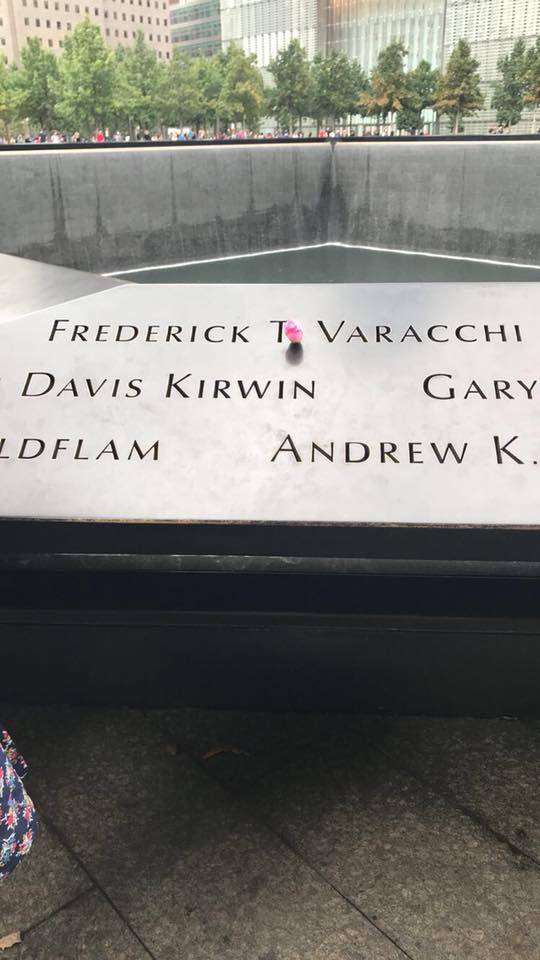 FREDERICK T. VARACCHI
DAVIS KIRWIN GARY
LDFLAM ANDREW K.